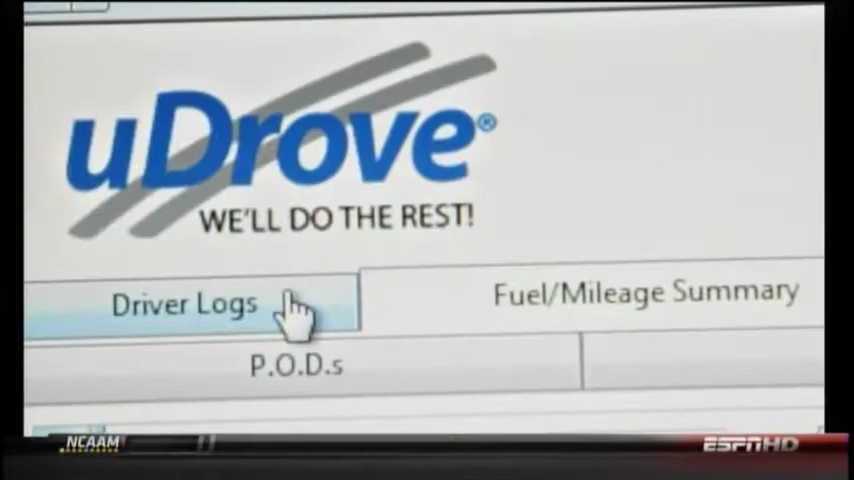 uDrove®
WE'LL DO THE REST!
Driver Logs
Fuel/Mileage Summary
P.O.D.s
NCAAM
ESPNHD